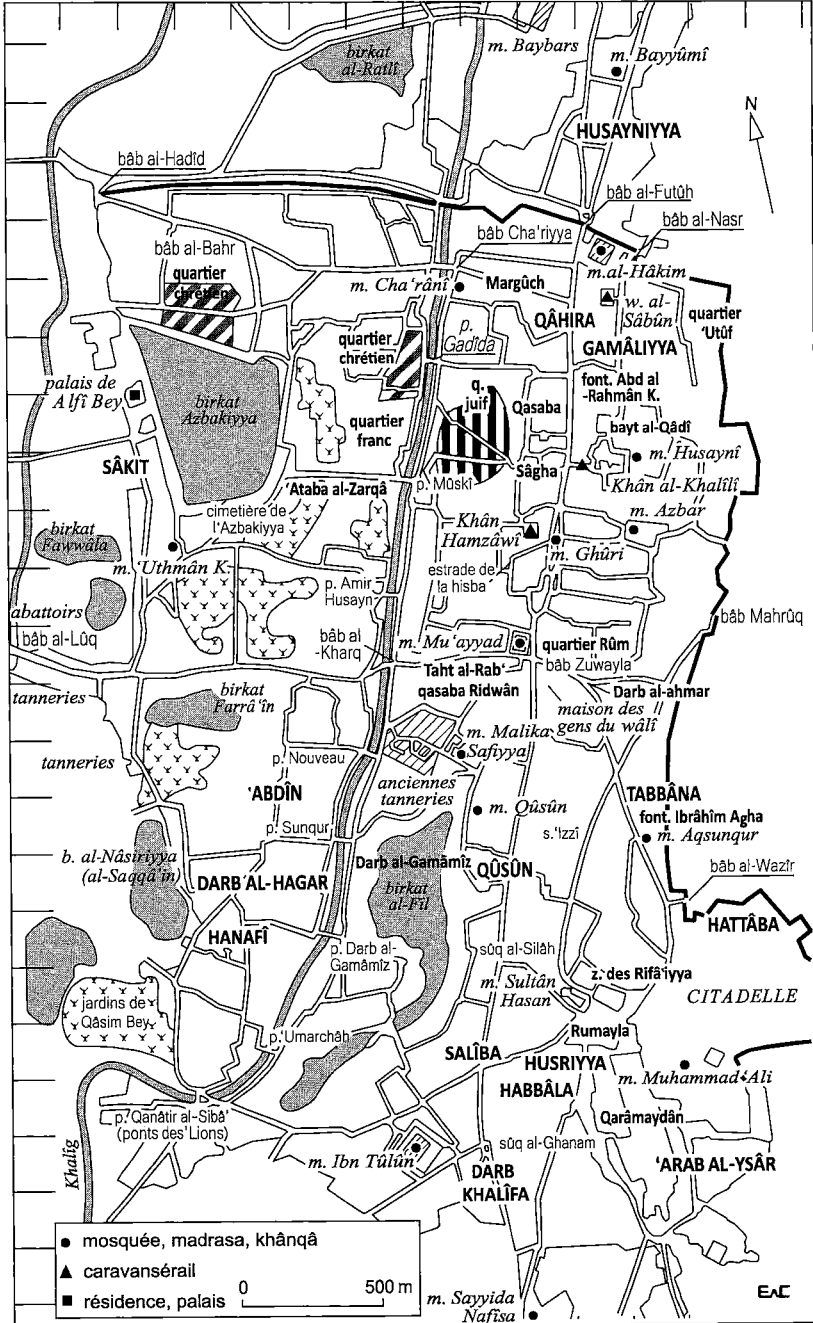 m. Baybars
birkat
al-Ratlî
m. Bayyûmî
N
HUSAYNIYYA
bâb al-Hadîd
bâb al-Futûh
bâb al-Nasr
bâb Cha'riyya
bâb al-Bahr
quartier
chrétien
m. Cha'rânî
Margûch
m.al-Hâkim
w. al-
Sâbûn
QÂHIRA
quartier
'Utûf
p.
Gadîda
quartier
chrétien
GAMÂLIYYA
palais de
Alfî Bey
birkat
Azbakiyya
font. Abd al
-Rahmân K.
q.
juif
Qasaba
quartier
franc
bayt al-Qâdî
m. Husaynî
SÂKIT
Sâgha
Khân al-Khalîlî
'Ataba al-Zarqâ
p. Mûskî
cimetière de
l'Azbakiyya
Khân
Hamzâwî
m. Azbar
birkat
Fawwâla
m. 'Uthmân K.
m. Ghûri
estrade de
la hisba
p. Amir
Husayn
abattoirs
bâb al-Lûq
bâb Mahrûq
bâb al
-Kharq
m. Mu'ayyad
quartier Rûm
bâb Zuwayla
Taht al-Rab'
qasaba Ridwân
tanneries
birkat
Farrâ'în
Darb al-ahmar
maison des
gens du wâlî
m. Malika
Safiyya
tanneries
p. Nouveau
anciennes
tanneries
'ABDÎN
TABBÂNA
m. Qûsûn
font. Ibrâhîm Agha
m. Aqsunqur
p. Sunqur
s.'Izzî
b. al-Nâsiriyya
(al-Saqqâ'in)
Darb al-Gamâmîz
QÛSÛN
bâb al-Wazîr
DARB AL-HAGAR
birkat
al-Fîl
HATTÂBA
HANAFÎ
p. Darb al-
Gamâmîz
sûq al-Silâh
z. des Rifâ'iyya
m. Sultân
Hasan
CITADELLE
jardins de
Qâsim Bey
p. Umarchâh
Rumayla
SALÎBA
HUSRIYYA
HABBÂLA
m. Muhammad Ali
Qarâmaydân
p. Qanâtir al-Sibâ'
(ponts des Lions)
sûq al-Ghanam
m. Ibn Tûlûn
'ARAB AL-YSÂR
Khalîg
DARB
KHALÎFA
mosquée, madrasa, khânqâ
caravansérail
résidence, palais
0 500 m
m. Sayyida
Nafîsa
EAC